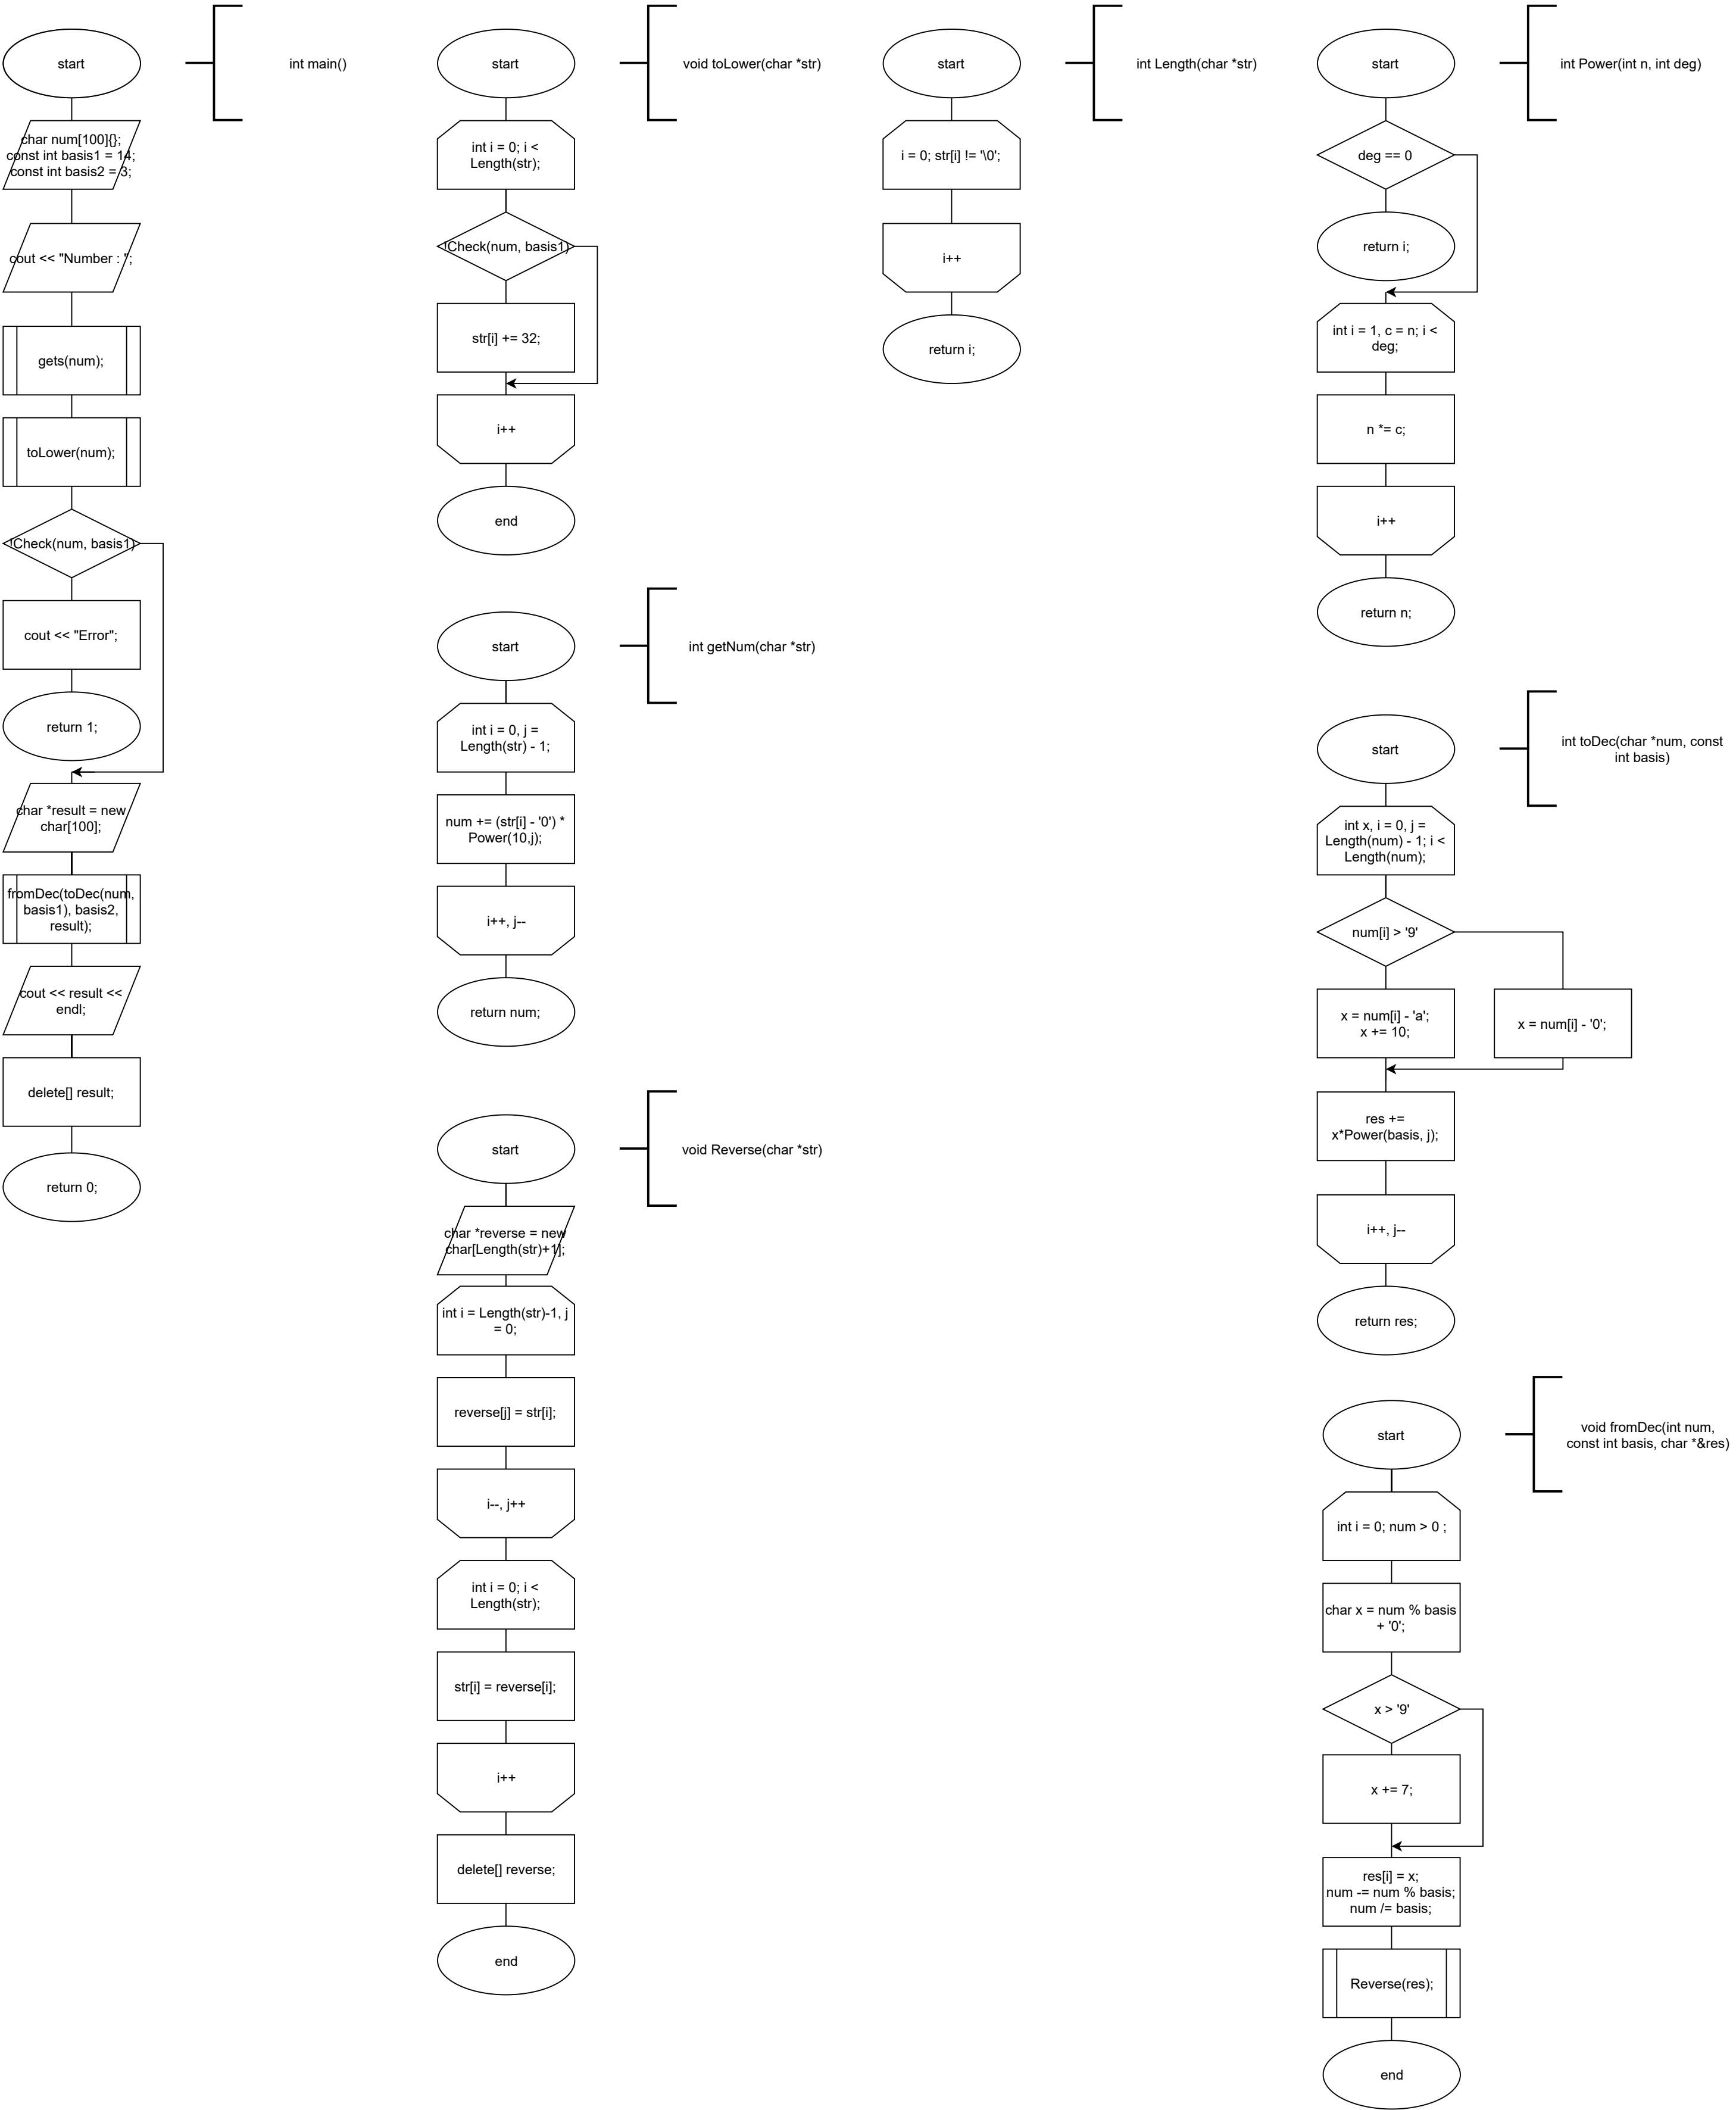 start
int main()
char num[100]{};
const int basis1 = 14;
const int basis2 = 3;
cout << "Number : ";
gets(num);
toLower(num);
!Check(num, basis1)
cout << "Error";
return 1;
char *result = new
char[100];
fromDec(toDec(num,
basis1), basis2,
result);
cout << result <<
endl;
delete[] result;
return 0;
start
void toLower(char *str)
int i = 0; i <
Length(str);
!Check(num, basis1)
str[i] += 32;
i++
end
start
int getNum(char *str)
int i = 0, j =
Length(str) - 1;
num += (str[i] - '0') *
Power(10,j);
i++, j--
return num;
start
void Reverse(char *str)
char *reverse = new
char[Length(str)+1];
int i = Length(str)-1, j
= 0;
reverse[j] = str[i];
i--, j++
int i = 0; i <
Length(str);
str[i] = reverse[i];
i++
delete[] reverse;
end
start
int Length(char *str)
i = 0; str[i] != '\0';
i++
return i;
start
int Power(int n, int deg)
deg == 0
return i;
int i = 1, c = n; i <
deg;
n *= c;
i++
return n;
start
int toDec(char *num, const
int basis)
int x, i = 0, j =
Length(num) - 1; i <
Length(num);
num[i] > '9'
x = num[i] - 'a';
x += 10;
x = num[i] - '0';
res +=
x*Power(basis, j);
i++, j--
return res;
start
void fromDec(int num,
const int basis, char *&res)
int i = 0; num > 0 ;
char x = num % basis
+ '0';
x > '9'
x += 7;
res[i] = x;
num -= num % basis;
num /= basis;
Reverse(res);
end